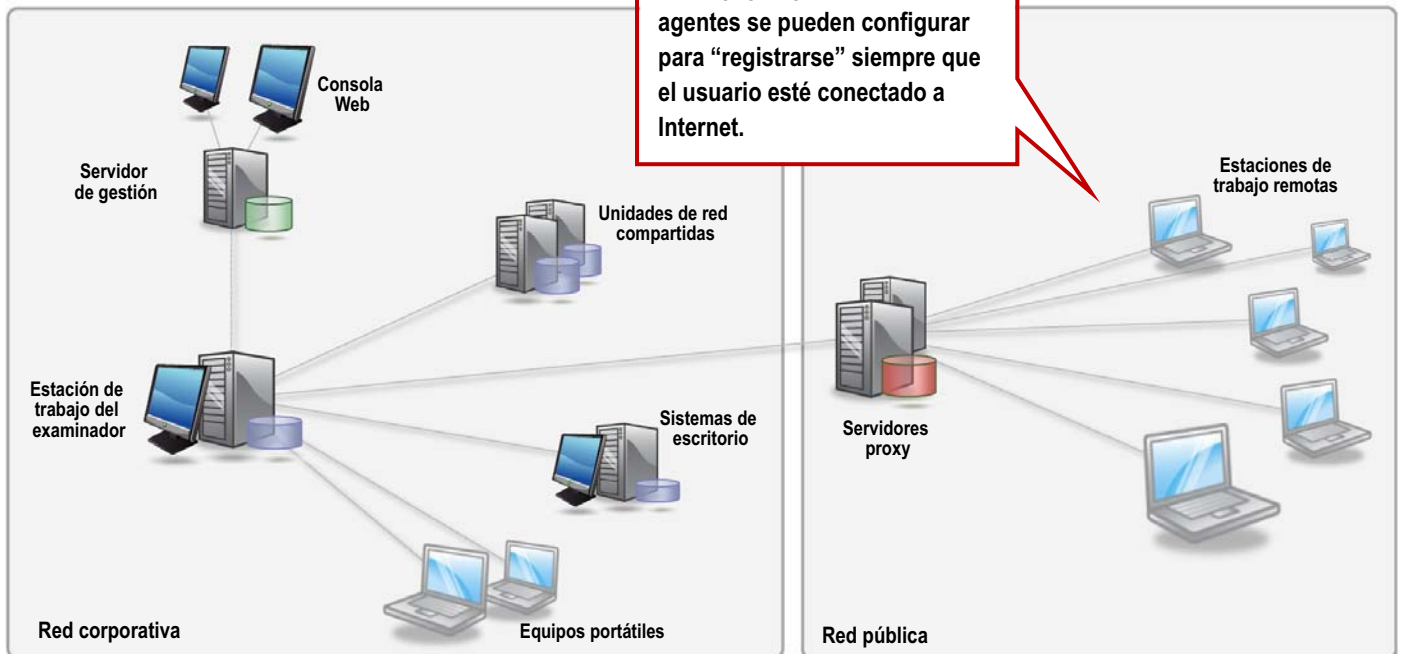 agentes se pueden configurar
para “registrarse” siempre que
el usuario esté conectado a
Internet.
Consola
Web
Servidor
de gestión
Unidades de red
compartidas
Estaciones de
trabajo remotas
Estación de
trabajo del
examinador
Sistemas de
escritorio
Servidores
proxy
Equipos portátiles
Red corporativa
Red pública